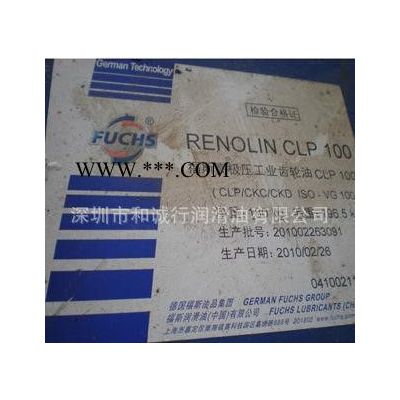 German Technology
检验合格证
FUCHS
RENOLIN CLP 100
极压工业齿轮油 CLP 100
WWW.***.COM
(CLP/CKC/CKD ISO-VG 100
深圳市和诚行润滑油有限公司
生产批号: 201002263091
生产日期: 2010/02/26
04100211
德国福斯油品集团 GERMAN FUCHS GROUP
福斯润滑油(中国)有限公司 FUCHS LUBRICANTS (CH